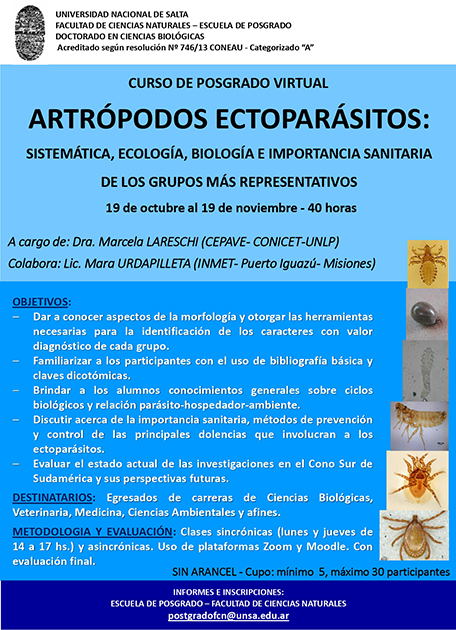 UNIVERSIDAD NACIONAL DE SALTA
FACULTAD DE CIENCIAS NATURALES – ESCUELA DE POSGRADO
DOCTORADO EN CIENCIAS BIOLÓGICAS
Acreditado según resolución Nº 746/13 CONEAU - Categorizado "A"
CURSO DE POSGRADO VIRTUAL
ARTRÓPODOS ECTOPARÁSITOS:
SISTEMÁTICA, ECOLOGÍA, BIOLOGÍA E IMPORTANCIA SANITARIA
DE LOS GRUPOS MÁS REPRESENTATIVOS
19 de octubre al 19 de noviembre - 40 horas
A cargo de: Dra. Marcela LARESCHI (CEPAVE- CONICET-UNLP)
Colabora: Lic. Mara URDAPILLETA (INMET- Puerto Iguazú- Misiones)
OBJETIVOS:
– Dar a conocer aspectos de la morfología y otorgar las herramientas
necesarias para la identificación de los caracteres con valor
diagnóstico de cada grupo.
– Familiarizar a los participantes con el uso de bibliografía básica y
claves dicotómicas.
– Brindar a los alumnos conocimientos generales sobre ciclos
biológicos y relación parásito-hospedador-ambiente.
– Discutir acerca de la importancia sanitaria, métodos de prevención
y control de las principales dolencias que involucran a los
ectoparásitos.
– Evaluar el estado actual de las investigaciones en el Cono Sur de
Sudamérica y sus perspectivas futuras.
DESTINATARIOS: Egresados de carreras de Ciencias Biológicas,
Veterinaria, Medicina, Ciencias Ambientales y afines.
METODOLOGIA Y EVALUACIÓN: Clases sincrónicas (lunes y jueves de
14 a 17 hs.) y asincrónicas. Uso de plataformas Zoom y Moodle. Con
evaluación final.
SIN ARANCEL - Cupo: mínimo 5, máximo 30 participantes
INFORMES E INSCRIPCIONES:
ESCUELA DE POSGRADO – FACULTAD DE CIENCIAS NATURALES
postgradofcn@unsa.edu.ar